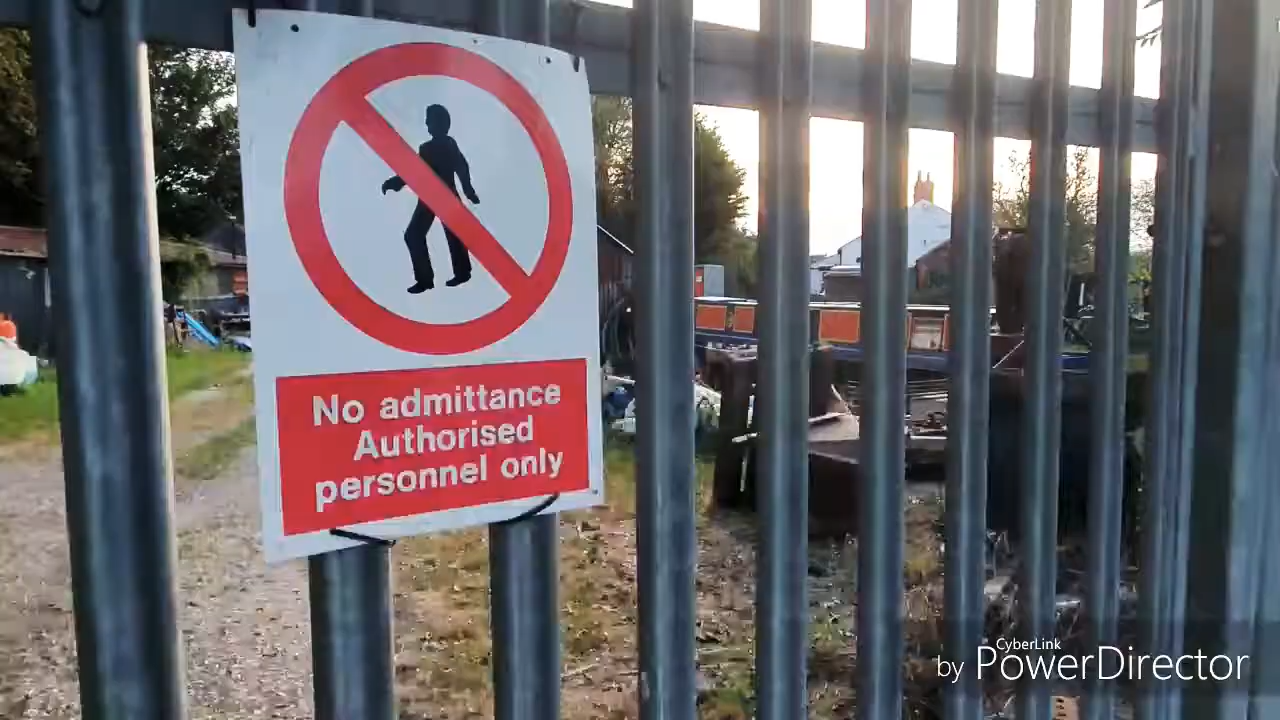 No admittance
Authorised
personnel only
CyberLink
by PowerDirector